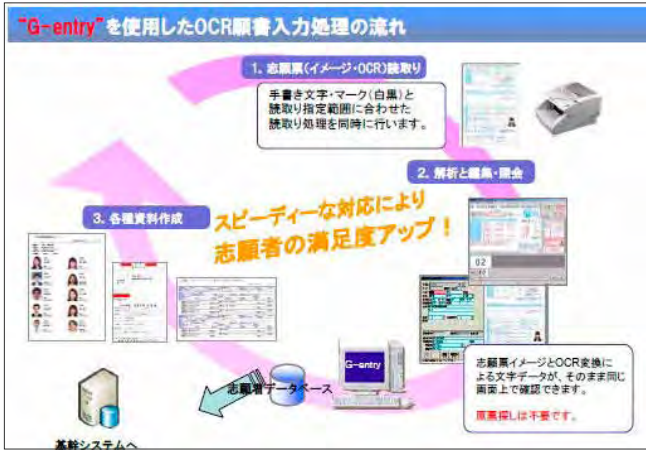 "G-entry"を使用したOCR願書入力処理の流れ
1. 志願票(イメージ・OCR)読取り
手書き文字・マーク(白黒)と
読取り指定範囲に合わせた
読取り処理を同時に行います。
2. 解析と編集・照会
3. 各種資料作成
スピーディーな対応により
志願者の満足度アップ！
02
G-entry
志願者データベース
志願票イメージとOCR変換に
よる文字データが、そのまま同じ
画面上で確認できます。
原票探しは不要です。
基幹システムへ